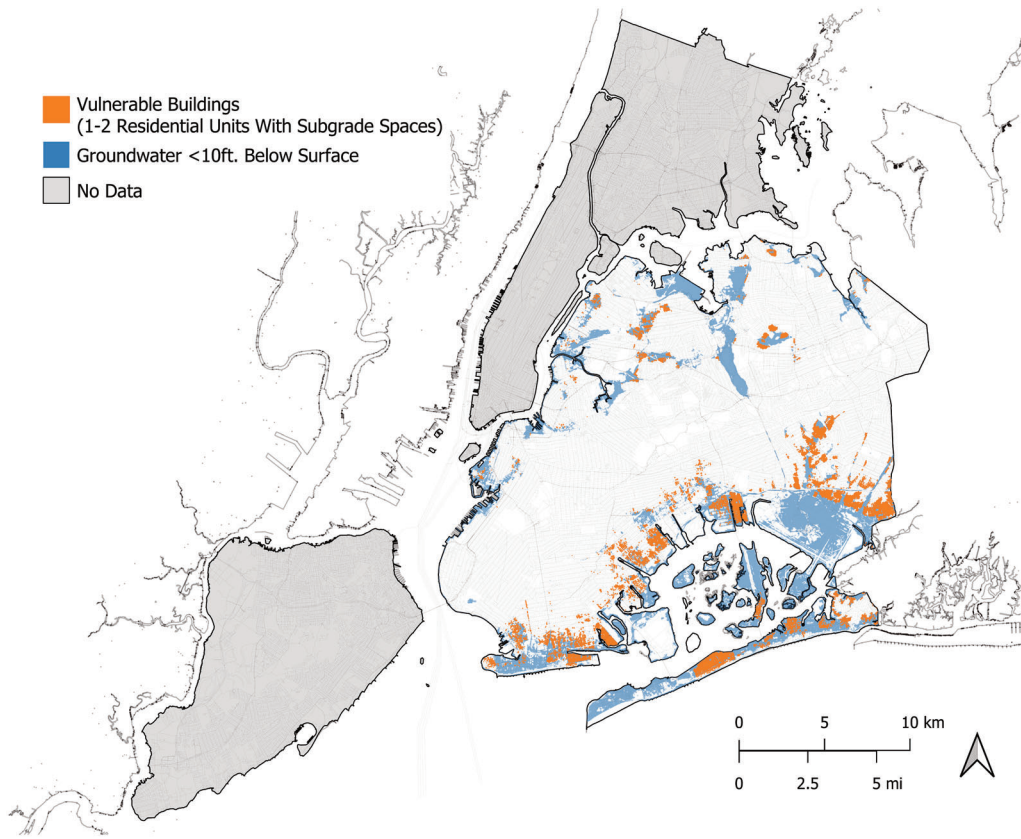 Vulnerable Buildings
(1-2 Residential Units With Subgrade Spaces)
Groundwater <10ft. Below Surface
No Data
0 5 10 km
0 2.5 5 mi